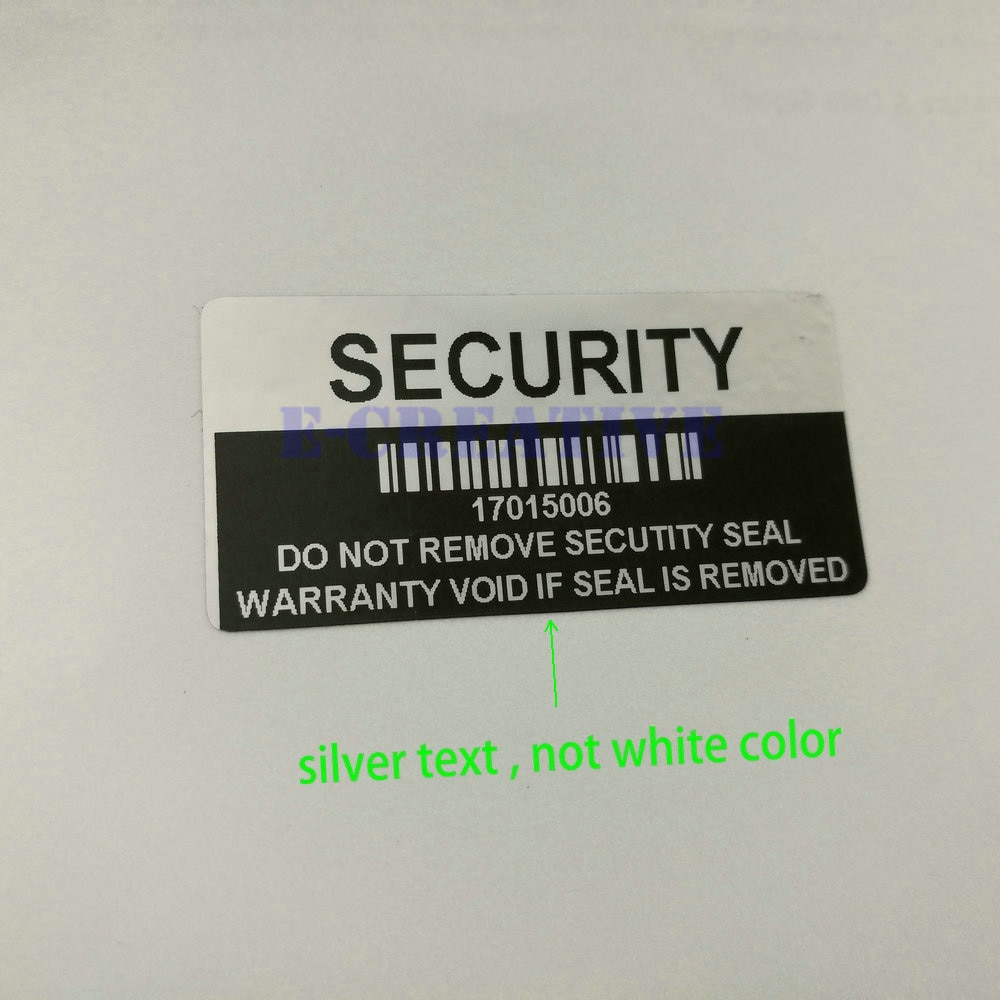 SECURITY
E-CREATIVE
17015006
DO NOT REMOVE SECUTITY SEAL
WARRANTY VOID IF SEAL IS REMOVED
silver text , not white color